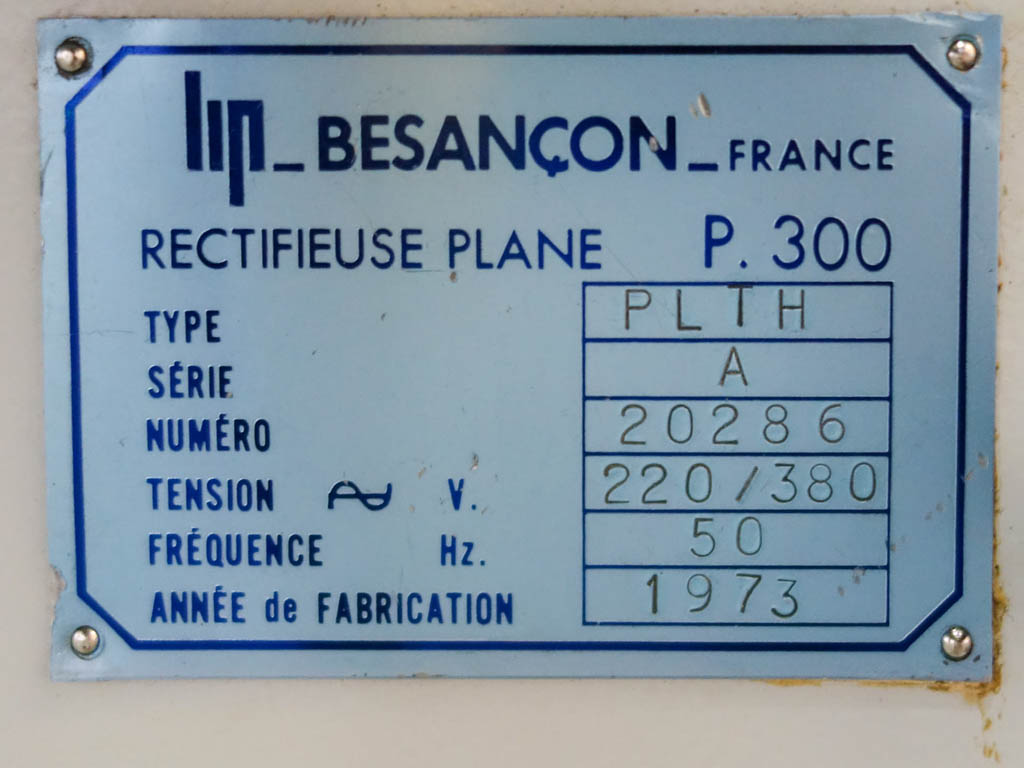 lip_BESANÇON_FRANCE
RECTIFIEUSE PLANE P. 300
TYPE PLTH
SÉRIE A
NUMÉRO 20286
TENSION V. 220/380
FRÉQUENCE Hz. 50
ANNÉE de FABRICATION 1973